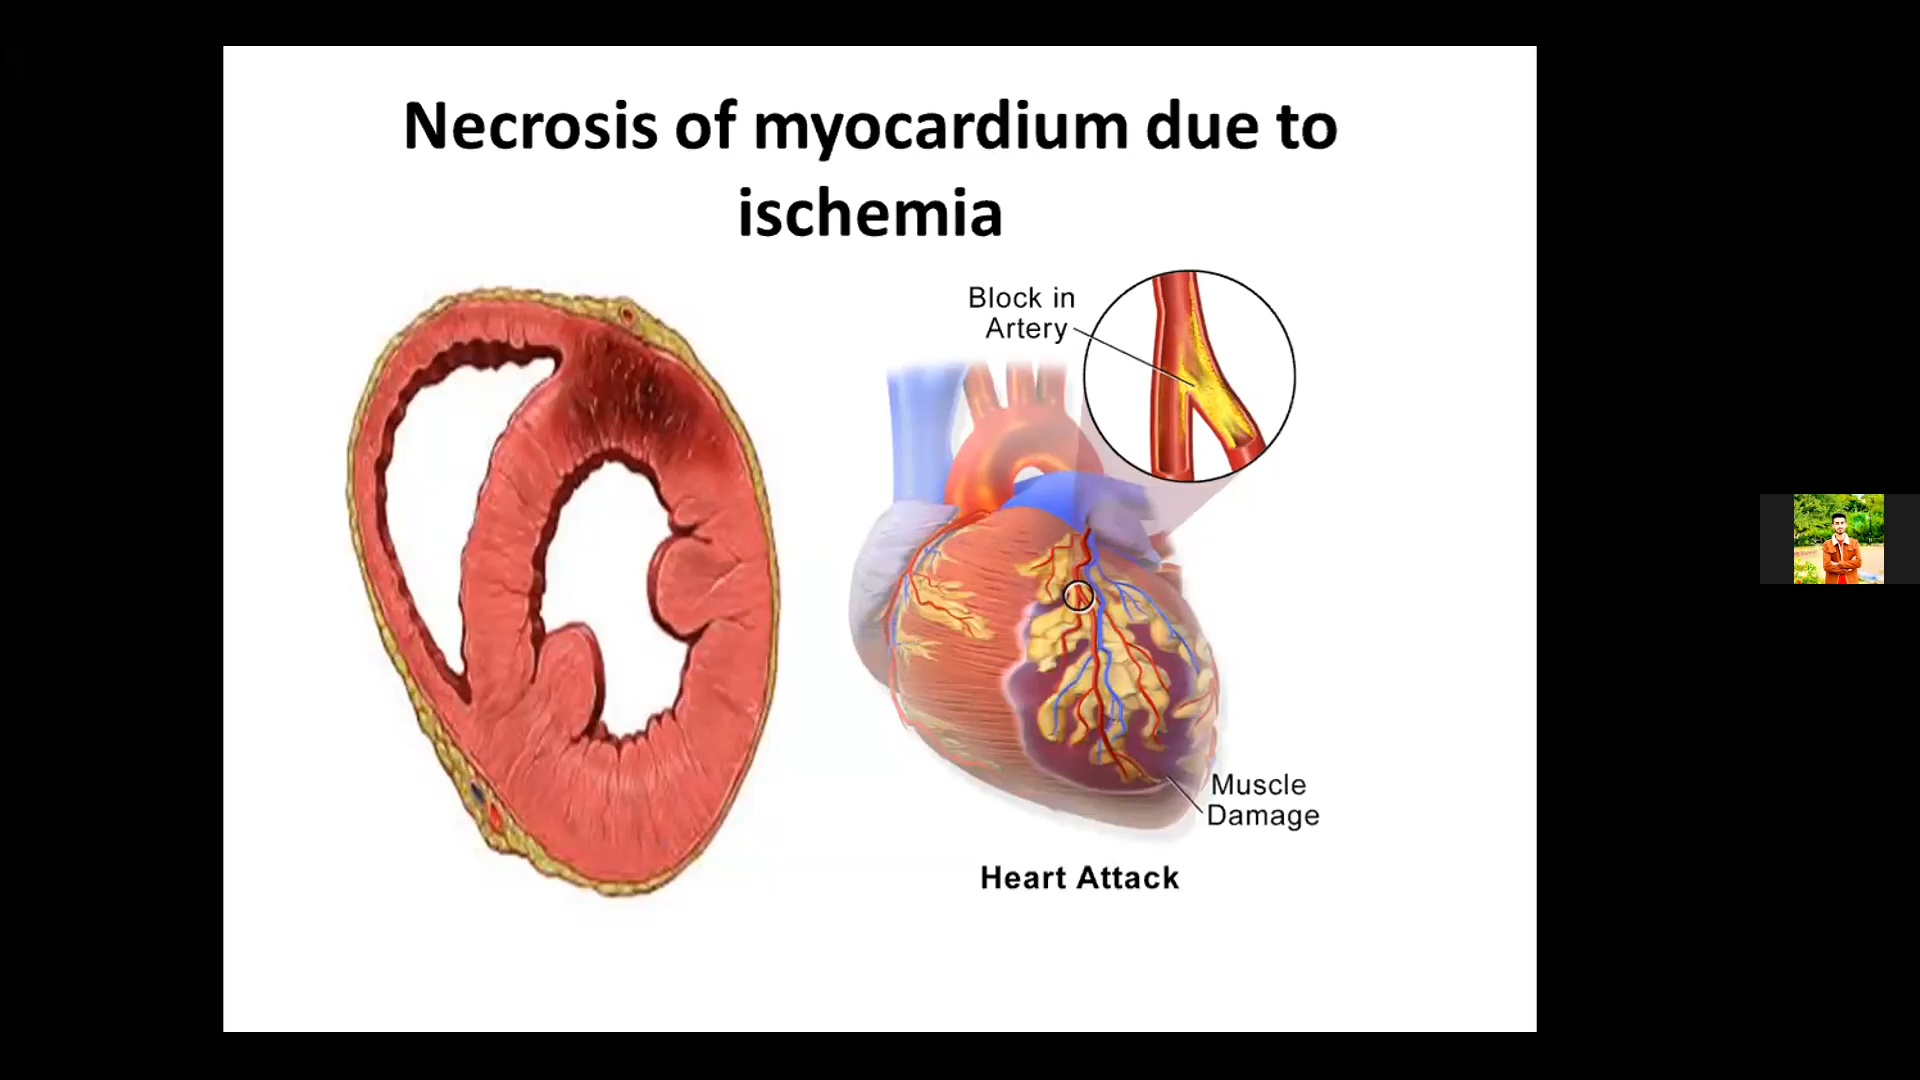 Necrosis of myocardium due to
ischemia
Block in
Artery
Muscle
Damage
Heart Attack